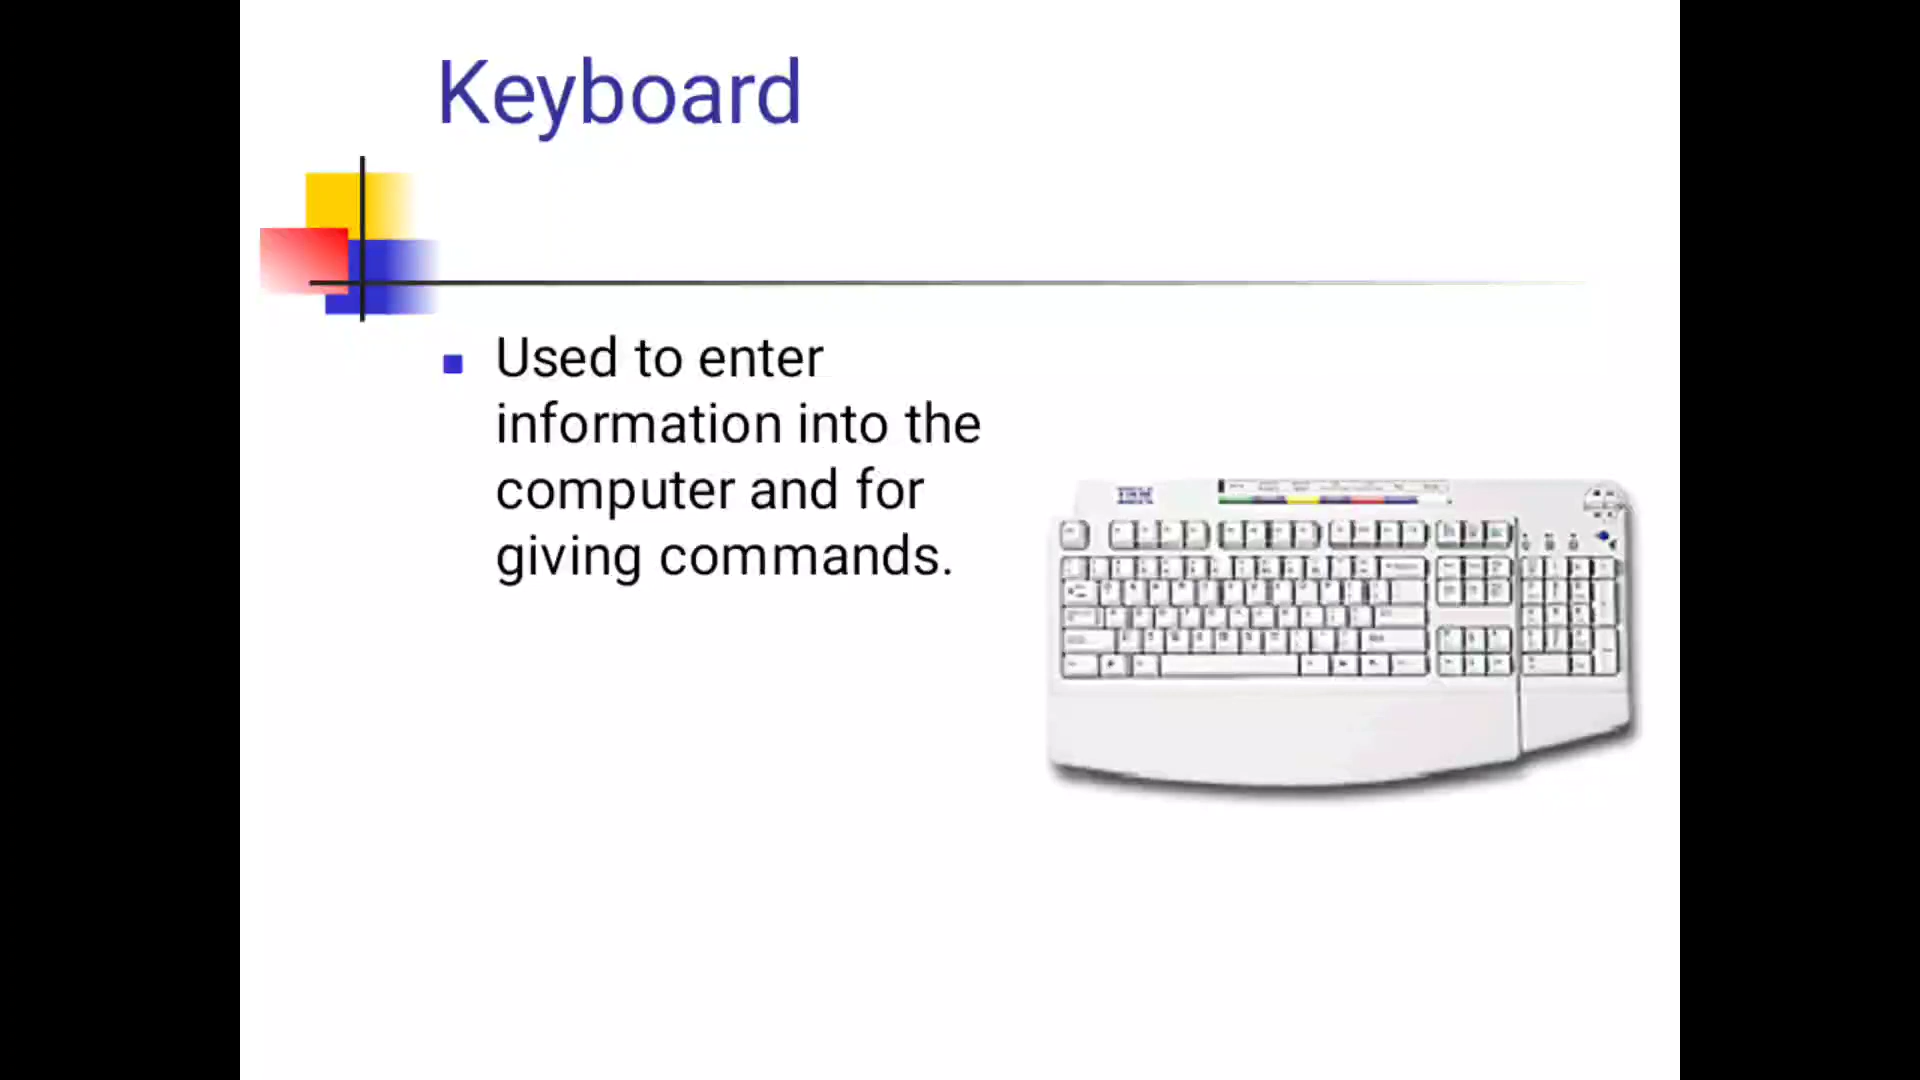 Keyboard
Used to enter
information into the
computer and for
giving commands.
IBM